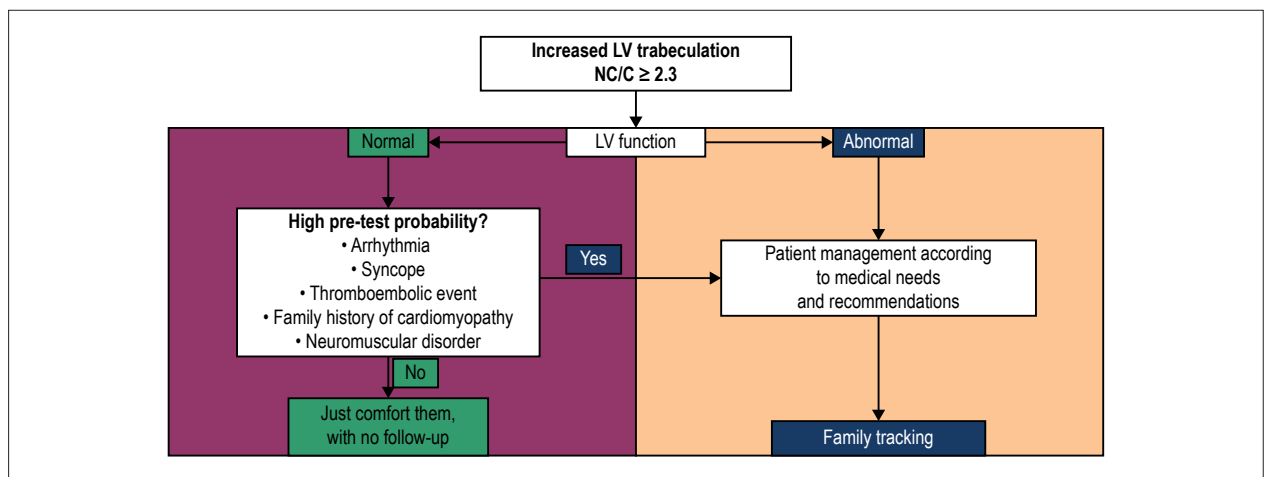 Increased LV trabeculation
NC/C ≥ 2.3
Normal
LV function
Abnormal
High pre-test probability?
• Arrhythmia
• Syncope
• Thromboembolic event
• Family history of cardiomyopathy
• Neuromuscular disorder
Yes
Patient management according
to medical needs
and recommendations
No
Just comfort them,
with no follow-up
Family tracking